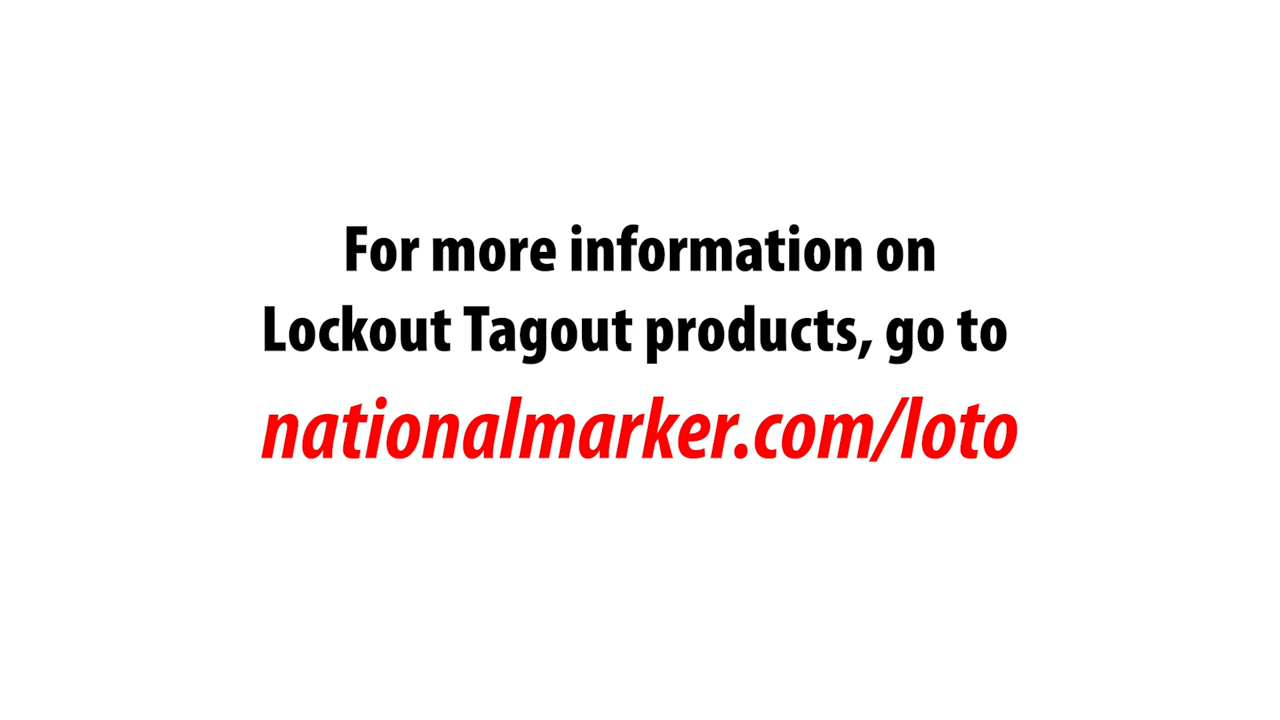 For more information on
Lockout Tagout products, go to
nationalmarker.com/loto